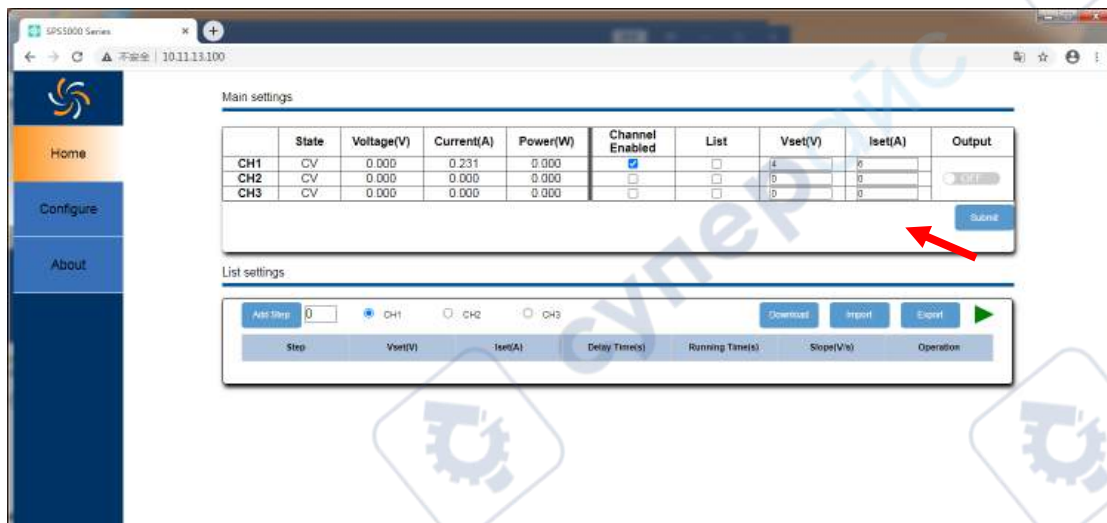 SPS5000 Series
不安全 | 10.11.13.100
суперайс
Home
Configure
About
Main settings
State Voltage(V) Current(A) Power(W) Channel Enabled List Vset(V) Iset(A) Output
CH1 CV 0.000 0.231 0.000 4 6
CH2 CV 0.000 0.000 0.000 0 0 OFF
CH3 CV 0.000 0.000 0.000 0 0
Submit
List settings
Add Step 0 CH1 CH2 CH3 Download Import Export
Step Vset(V) Iset(A) Delay Time(s) Running Time(s) Slope(V/s) Operation